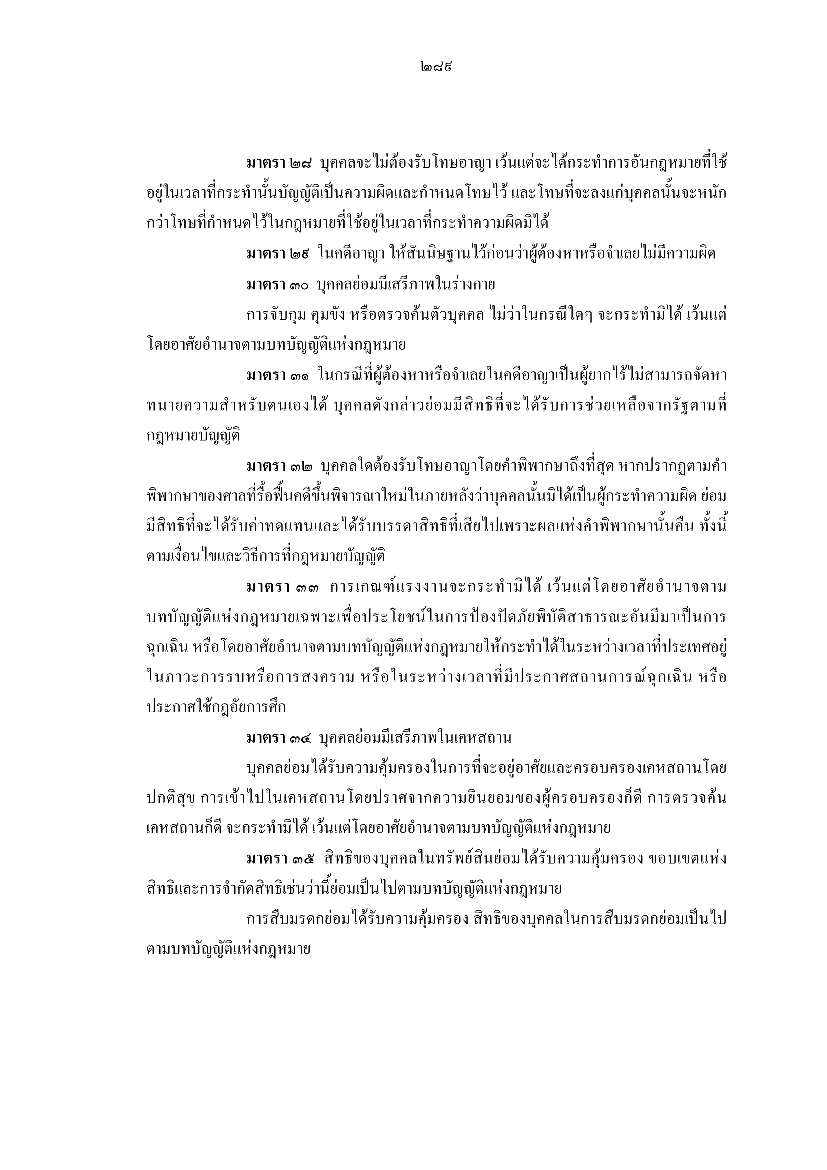 ๒๘๙
มาตรา ๒๘ บุคคลจะไม่ต้องรับโทษอาญา เว้นแต่จะได้กระทำการอันกฎหมายที่ใช้
อยู่ในเวลาที่กระทำนั้นบัญญัติเป็นความผิดและกำหนดโทษไว้ และโทษที่จะลงแก่บุคคลนั้นจะหนัก
กว่าโทษที่กำหนดไว้ในกฎหมายที่ใช้อยู่ในเวลาที่กระทำความผิดมิได้
มาตรา ๒๙ ในคดีอาญา ให้สันนิษฐานไว้ก่อนว่าผู้ต้องหาหรือจำเลยไม่มีความผิด
มาตรา ๓๐ บุคคลย่อมมีเสรีภาพในร่างกาย
การจับกุม คุมขัง หรือตรวจค้นตัวบุคคล ไม่ว่าในกรณีใดๆ จะกระทำมิได้ เว้นแต่
โดยอาศัยอำนาจตามบทบัญญัติแห่งกฎหมาย
มาตรา ๓๑ ในกรณีที่ผู้ต้องหาหรือจำเลยในคดีอาญาเป็นผู้ยากไร้ไม่สามารถจัดหา
ทนายความสำหรับตนเองได้ บุคคลดังกล่าวย่อมมีสิทธิที่จะได้รับการช่วยเหลือจากรัฐตามที่
กฎหมายบัญญัติ
มาตรา ๓๒ บุคคลใดต้องรับโทษอาญาโดยคำพิพากษาถึงที่สุด หากปรากฏตามคำ
พิพากษาของศาลที่รื้อฟื้นคดีขึ้นพิจารณาใหม่ในภายหลังว่าบุคคลนั้นมิได้เป็นผู้กระทำความผิด ย่อม
มีสิทธิที่จะได้รับค่าทดแทนและได้รับบรรดาสิทธิที่เสียไปเพราะผลแห่งคำพิพากษานั้นคืน ทั้งนี้
ตามเงื่อนไขและวิธีการที่กฎหมายบัญญัติ
มาตรา ๓๓ การเกณฑ์แรงงานจะกระทำมิได้ เว้นแต่โดยอาศัยอำนาจตาม
บทบัญญัติแห่งกฎหมายเฉพาะเพื่อประโยชน์ในการป้องปัดภัยพิบัติสาธารณะอันมีมาเป็นการ
ฉุกเฉิน หรือโดยอาศัยอำนาจตามบทบัญญัติแห่งกฎหมายให้กระทำได้ในระหว่างเวลาที่ประเทศอยู่
ในภาวะการรบหรือการสงคราม หรือในระหว่างเวลาที่มีประกาศสถานการณ์ฉุกเฉิน หรือ
ประกาศใช้กฎอัยการศึก
มาตรา ๓๔ บุคคลย่อมมีเสรีภาพในเคหสถาน
บุคคลย่อมได้รับความคุ้มครองในการที่จะอยู่อาศัยและครอบครองเคหสถานโดย
ปกติสุข การเข้าไปในเคหสถานโดยปราศจากความยินยอมของผู้ครอบครองก็ดี การตรวจค้น
เคหสถานก็ดี จะกระทำมิได้ เว้นแต่โดยอาศัยอำนาจตามบทบัญญัติแห่งกฎหมาย
มาตรา ๓๕ สิทธิของบุคคลในทรัพย์สินย่อมได้รับความคุ้มครอง ขอบเขตแห่ง
สิทธิและการจำกัดสิทธิเช่นว่านี้ย่อมเป็นไปตามบทบัญญัติแห่งกฎหมาย
การสืบมรดกย่อมได้รับความคุ้มครอง สิทธิของบุคคลในการสืบมรดกย่อมเป็นไป
ตามบทบัญญัติแห่งกฎหมาย